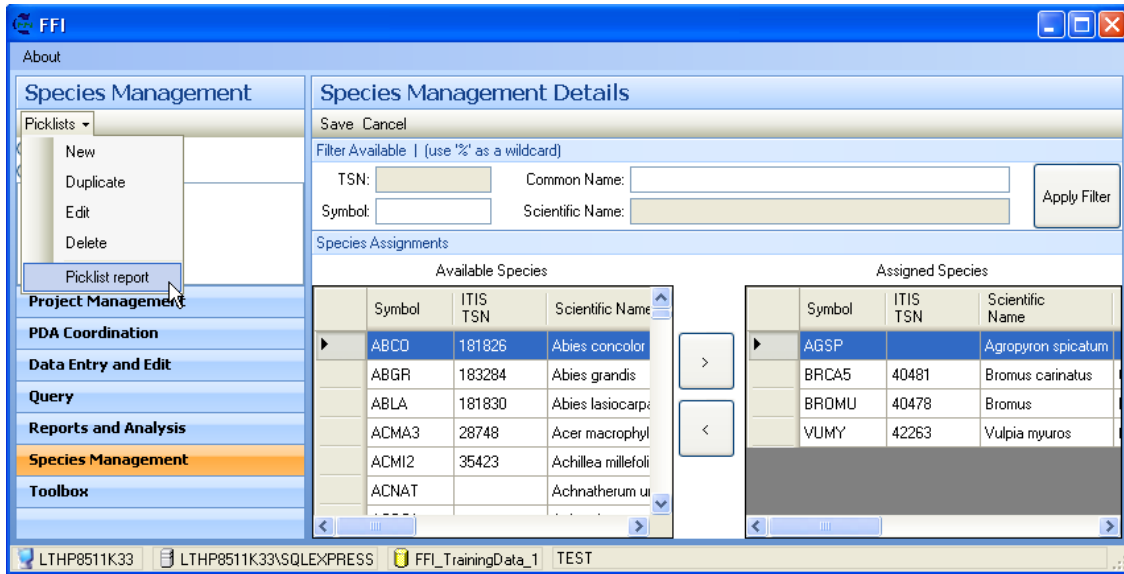 FFI
About
Species Management
Picklists
New
Duplicate
Edit
Delete
Picklist report
Project Management
PDA Coordination
Data Entry and Edit
Query
Reports and Analysis
Species Management
Toolbox
Species Management Details
Save Cancel
Filter Available | (use '%' as a wildcard)
TSN: Common Name:
Symbol: Scientific Name:
Apply Filter
Species Assignments
Available Species
Symbol ITIS TSN Scientific Name
ABCO 181826 Abies concolor
ABGR 183284 Abies grandis
ABLA 181830 Abies lasiocarpa
ACMA3 28748 Acer macrophyl
ACMI2 35423 Achillea millefoli
ACNAT Achnatherum
>
<
Assigned Species
Symbol ITIS TSN Scientific Name
AGSP Agropyron spicatum
BRCA5 40481 Bromus carinatus
BROMU 40478 Bromus
VUMY 42263 Vulpia myuros
LTHP8511K33 LTHP8511K33\SQLEXPRESS FFI_TrainingData_1 TEST